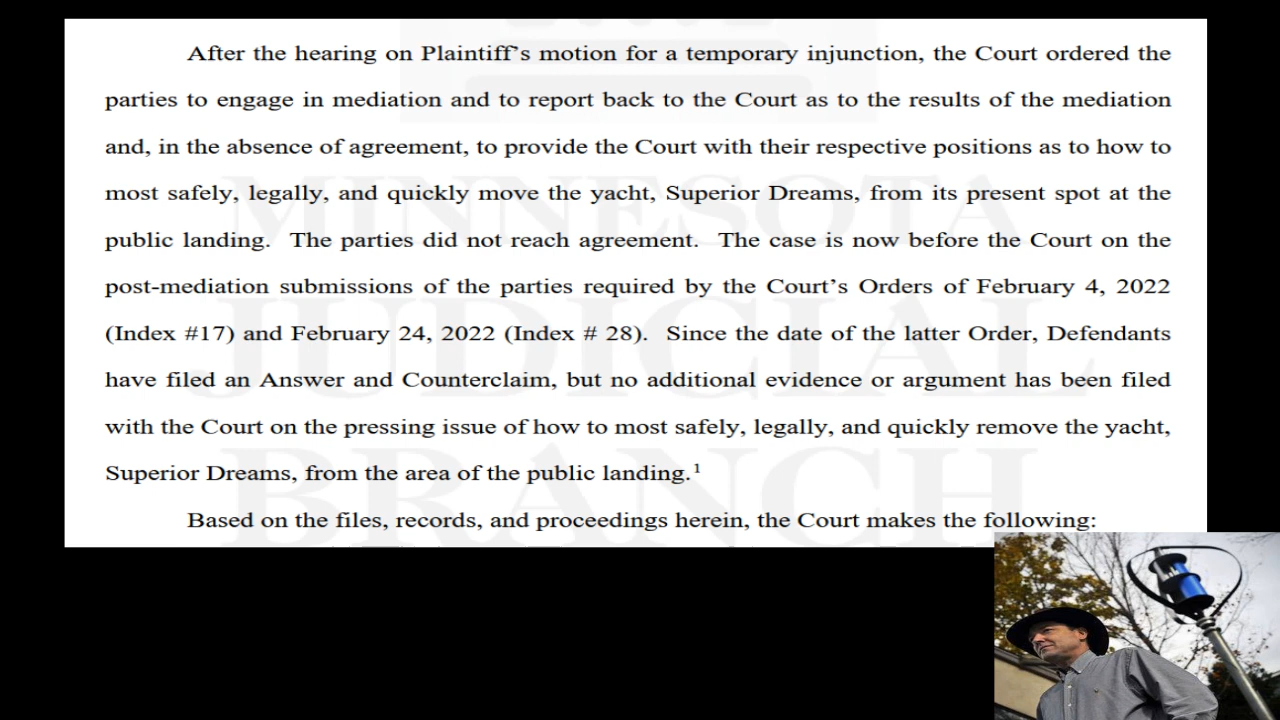 After the hearing on Plaintiff's motion for a temporary injunction, the Court ordered the
parties to engage in mediation and to report back to the Court as to the results of the mediation
and, in the absence of agreement, to provide the Court with their respective positions as to how to
most safely, legally, and quickly move the yacht, Superior Dreams, from its present spot at the
public landing.  The parties did not reach agreement.  The case is now before the Court on the
post-mediation submissions of the parties required by the Court's Orders of February 4, 2022
(Index #17) and February 24, 2022 (Index # 28).  Since the date of the latter Order, Defendants
have filed an Answer and Counterclaim, but no additional evidence or argument has been filed
with the Court on the pressing issue of how to most safely, legally, and quickly remove the yacht,
Superior Dreams, from the area of the public landing.¹
Based on the files, records, and proceedings herein, the Court makes the following:
MINNESOTA
JUDICIAL
BRANCH